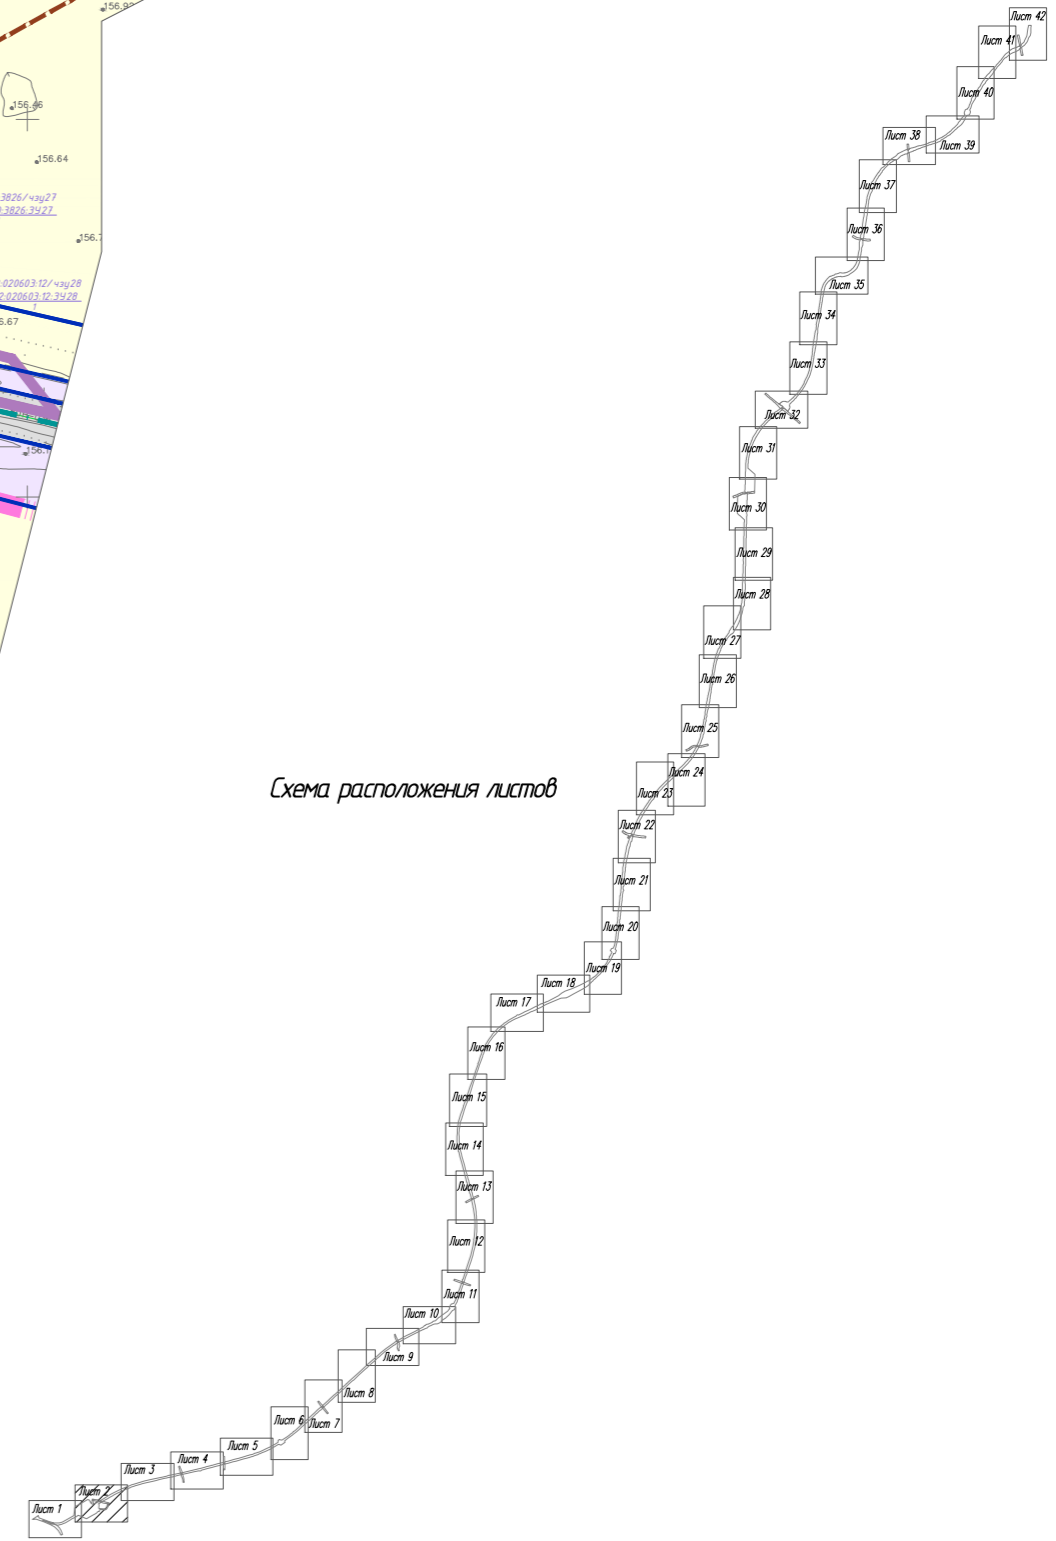 156.46
156.64
3826/чзу27
:3826:ЗУ27
:020603:12/чзу28
2:020603:12:ЗУ28
1
Схема расположения листов
Лист 42
Лист 41
Лист 40
Лист 39
Лист 38
Лист 37
Лист 36
Лист 35
Лист 34
Лист 33
Лист 32
Лист 31
Лист 30
Лист 29
Лист 28
Лист 27
Лист 26
Лист 25
Лист 24
Лист 23
Лист 22
Лист 21
Лист 20
Лист 19
Лист 18
Лист 17
Лист 16
Лист 15
Лист 14
Лист 13
Лист 12
Лист 11
Лист 10
Лист 9
Лист 8
Лист 7
Лист 6
Лист 5
Лист 4
Лист 3
Лист 2
Лист 1